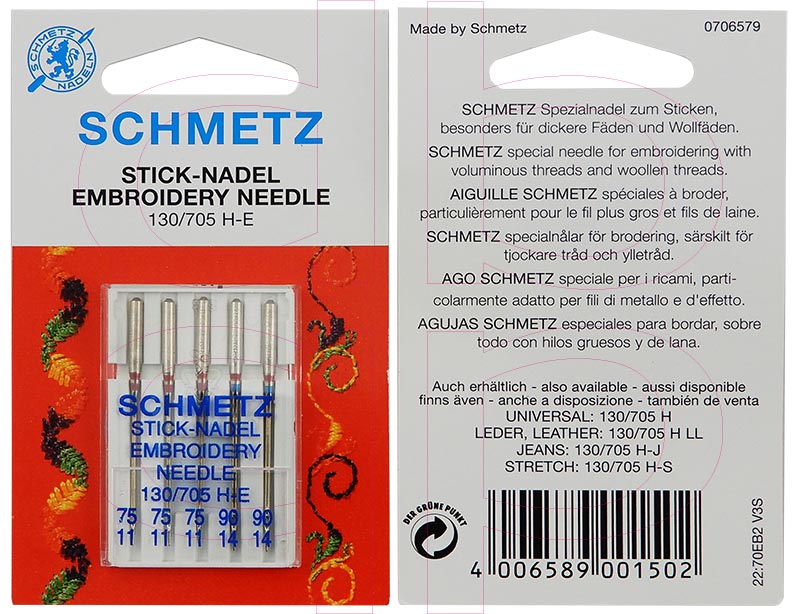 SCHMETZ
NADELN
SCHMETZ
STICK-NADEL
EMBROIDERY NEEDLE
130/705 H-E
SCHMETZ
STICK-NADEL
EMBROIDERY
NEEDLE
130/705 H-E
75 75 75 90 90
11 11 11 14 14
Made by Schmetz 0706579
SCHMETZ Spezialnadel zum Sticken,
besonders für dickere Fäden und Wollfäden.
SCHMETZ special needle for embroidering with
voluminous threads and woollen threads.
AIGUILLE SCHMETZ spéciales à broder,
particulièrement pour le fil plus gros et fils de laine.
SCHMETZ specialnålar för brodering, särskilt för
tjockare tråd och ylletråd.
AGO SCHMETZ speciale per i ricami, parti-
colarmente adatto per fili di metallo e d'effetto.
AGUJAS SCHMETZ especiales para bordar, sobre
todo con hilos gruesos y de lana.
Auch erhältlich - also available - aussi disponible
finns även - anche a disposizione - también de venta
UNIVERSAL: 130/705 H
LEDER, LEATHER: 130/705 H LL
JEANS: 130/705 H-J
STRETCH: 130/705 H-S
DER GRÜNE PUNKT
4 006589 001502
22:70EB2 V3S